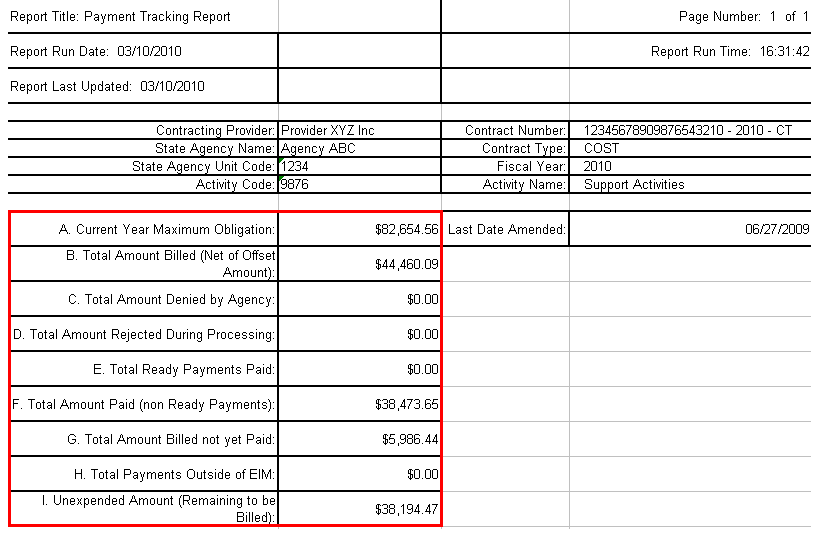 Report Title: Payment Tracking Report Page Number: 1 of 1
Report Run Date: 03/10/2010 Report Run Time: 16:31:42
Report Last Updated: 03/10/2010
Contracting Provider: Provider XYZ Inc Contract Number: 12345678909876543210 - 2010 - CT
State Agency Name: Agency ABC Contract Type: COST
State Agency Unit Code: 1234 Fiscal Year: 2010
Activity Code: 9876 Activity Name: Support Activities
A. Current Year Maximum Obligation: $82,654.56 Last Date Amended: 06/27/2009
B. Total Amount Billed (Net of Offset
Amount): $44,460.09
C. Total Amount Denied by Agency: $0.00
D. Total Amount Rejected During Processing: $0.00
E. Total Ready Payments Paid: $0.00
F. Total Amount Paid (non Ready Payments): $38,473.65
G. Total Amount Billed not yet Paid: $5,986.44
H. Total Payments Outside of EIM: $0.00
I. Unexpended Amount (Remaining to be
Billed): $38,194.47